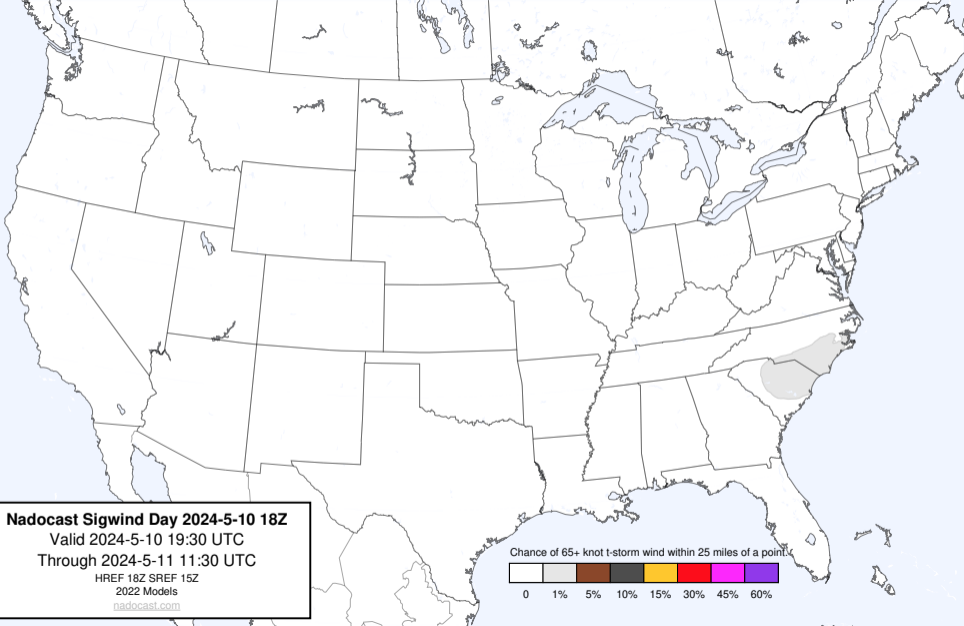 Nadocast Sigwind Day 2024-5-10 18Z
Valid 2024-5-10 19:30 UTC
Through 2024-5-11 11:30 UTC
HREF 18Z SREF 15Z
2022 Models
nadocast.com
Chance of 65+ knot t-storm wind within 25 miles of a point.
0 1% 5% 10% 15% 30% 45% 60%